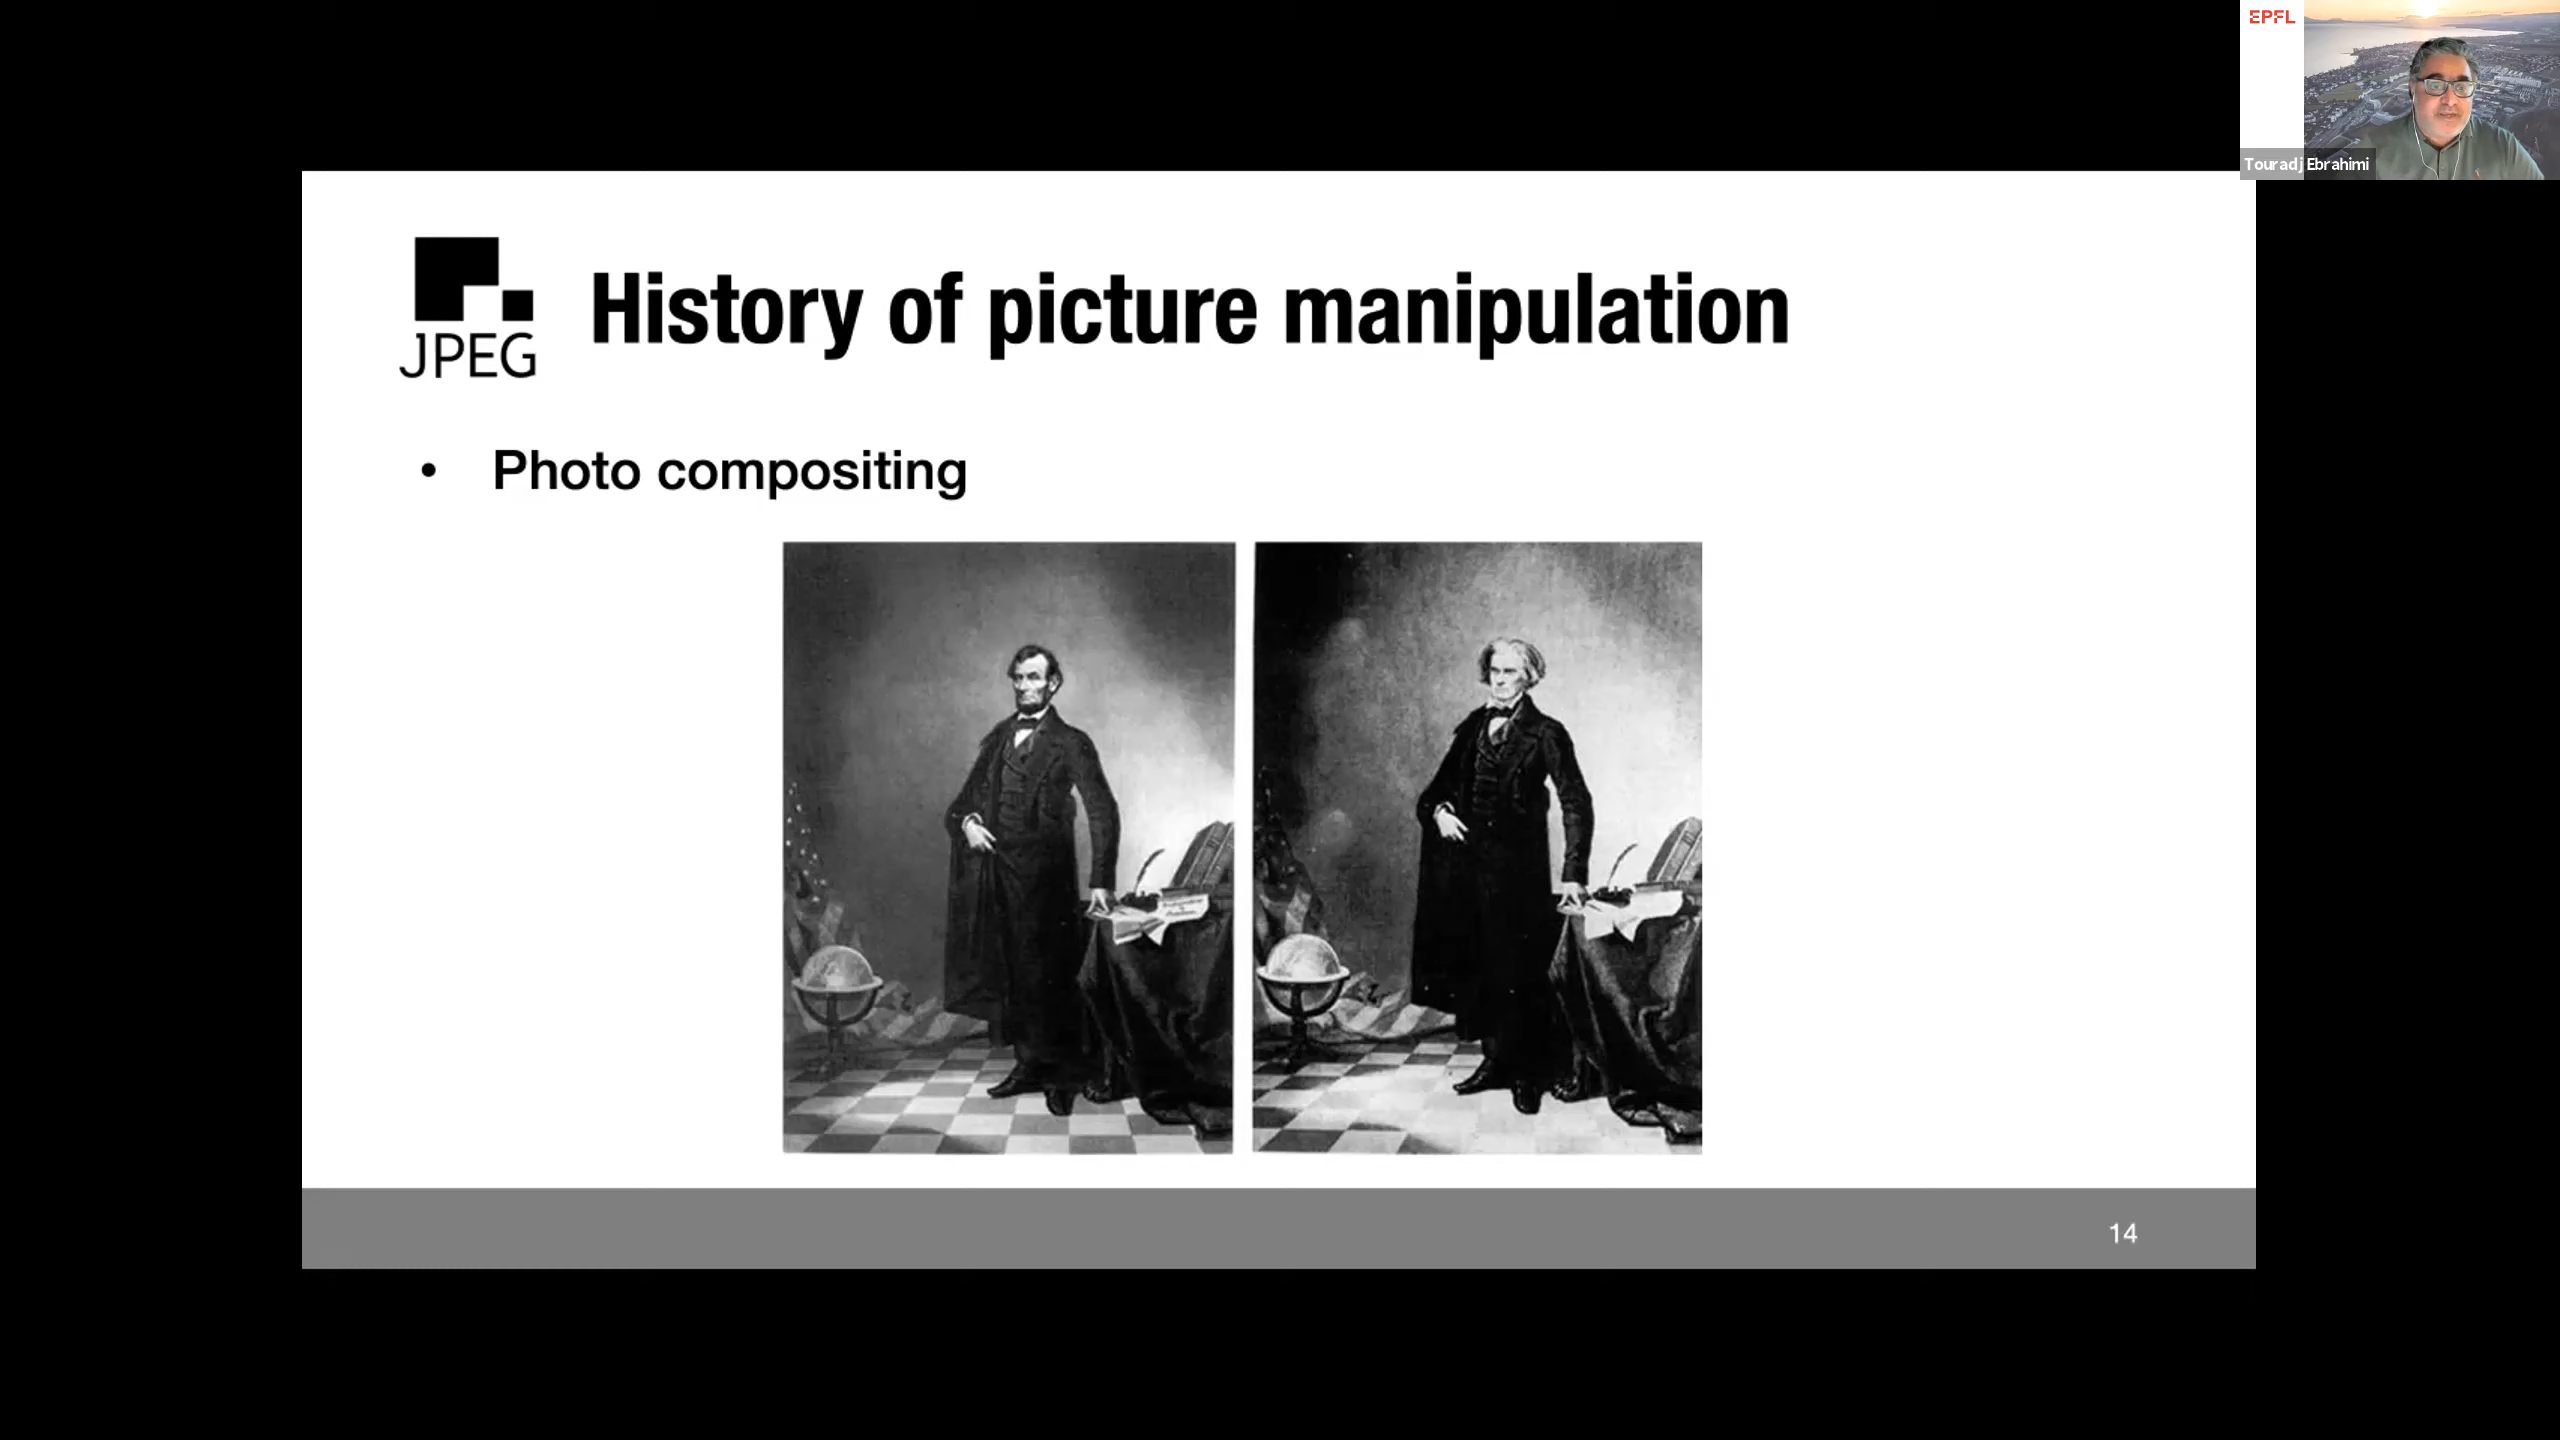 EPFL
Touradj Ebrahimi
JPEG
History of picture manipulation
• Photo compositing
14